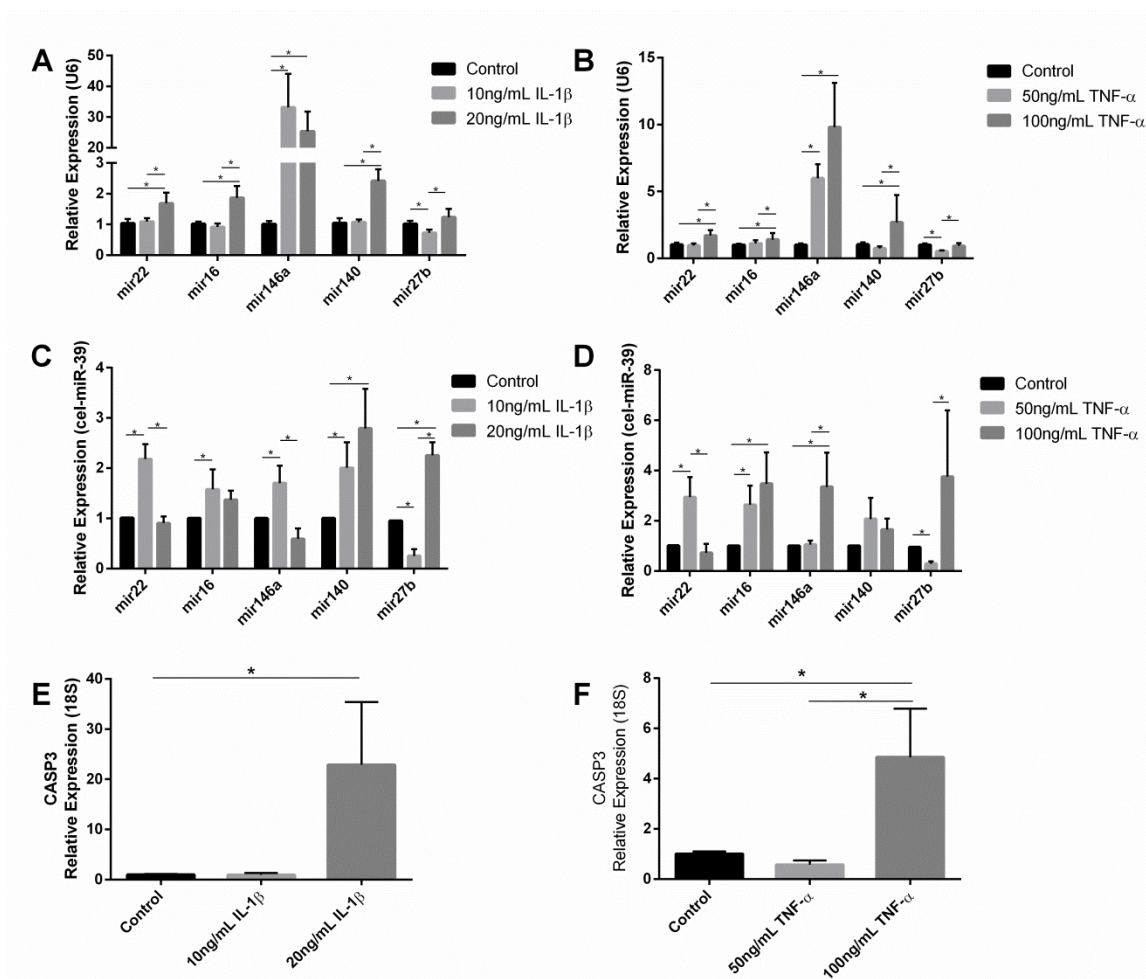 A
Relative Expression (U6)
50
40
30
20
3
2
1
0
* * * * * * * * * *
Control
10ng/mL IL-1β
20ng/mL IL-1β
mir22 mir16 mir146a mir140 mir27b
B
Relative Expression (U6)
15
10
5
0
* * * * * * * * * *
Control
50ng/mL TNF-α
100ng/mL TNF-α
mir22 mir16 mir146a mir140 mir27b
C
Relative Expression (cel-miR-39)
4
3
2
1
0
* * * * * * * * * *
Control
10ng/mL IL-1β
20ng/mL IL-1β
mir22 mir16 mir146a mir140 mir27b
D
Relative Expression (cel-miR-39)
8
6
4
2
0
* * * * * * * *
Control
50ng/mL TNF-α
100ng/mL TNF-α
mir22 mir16 mir146a mir140 mir27b
E
CASP3
Relative Expression (18S)
40
30
20
10
0
*
Control 10ng/mL IL-1β 20ng/mL IL-1β
F
CASP3
Relative Expression (18S)
8
6
4
2
0
*
*
Control 50ng/mL TNF-α 100ng/mL TNF-α